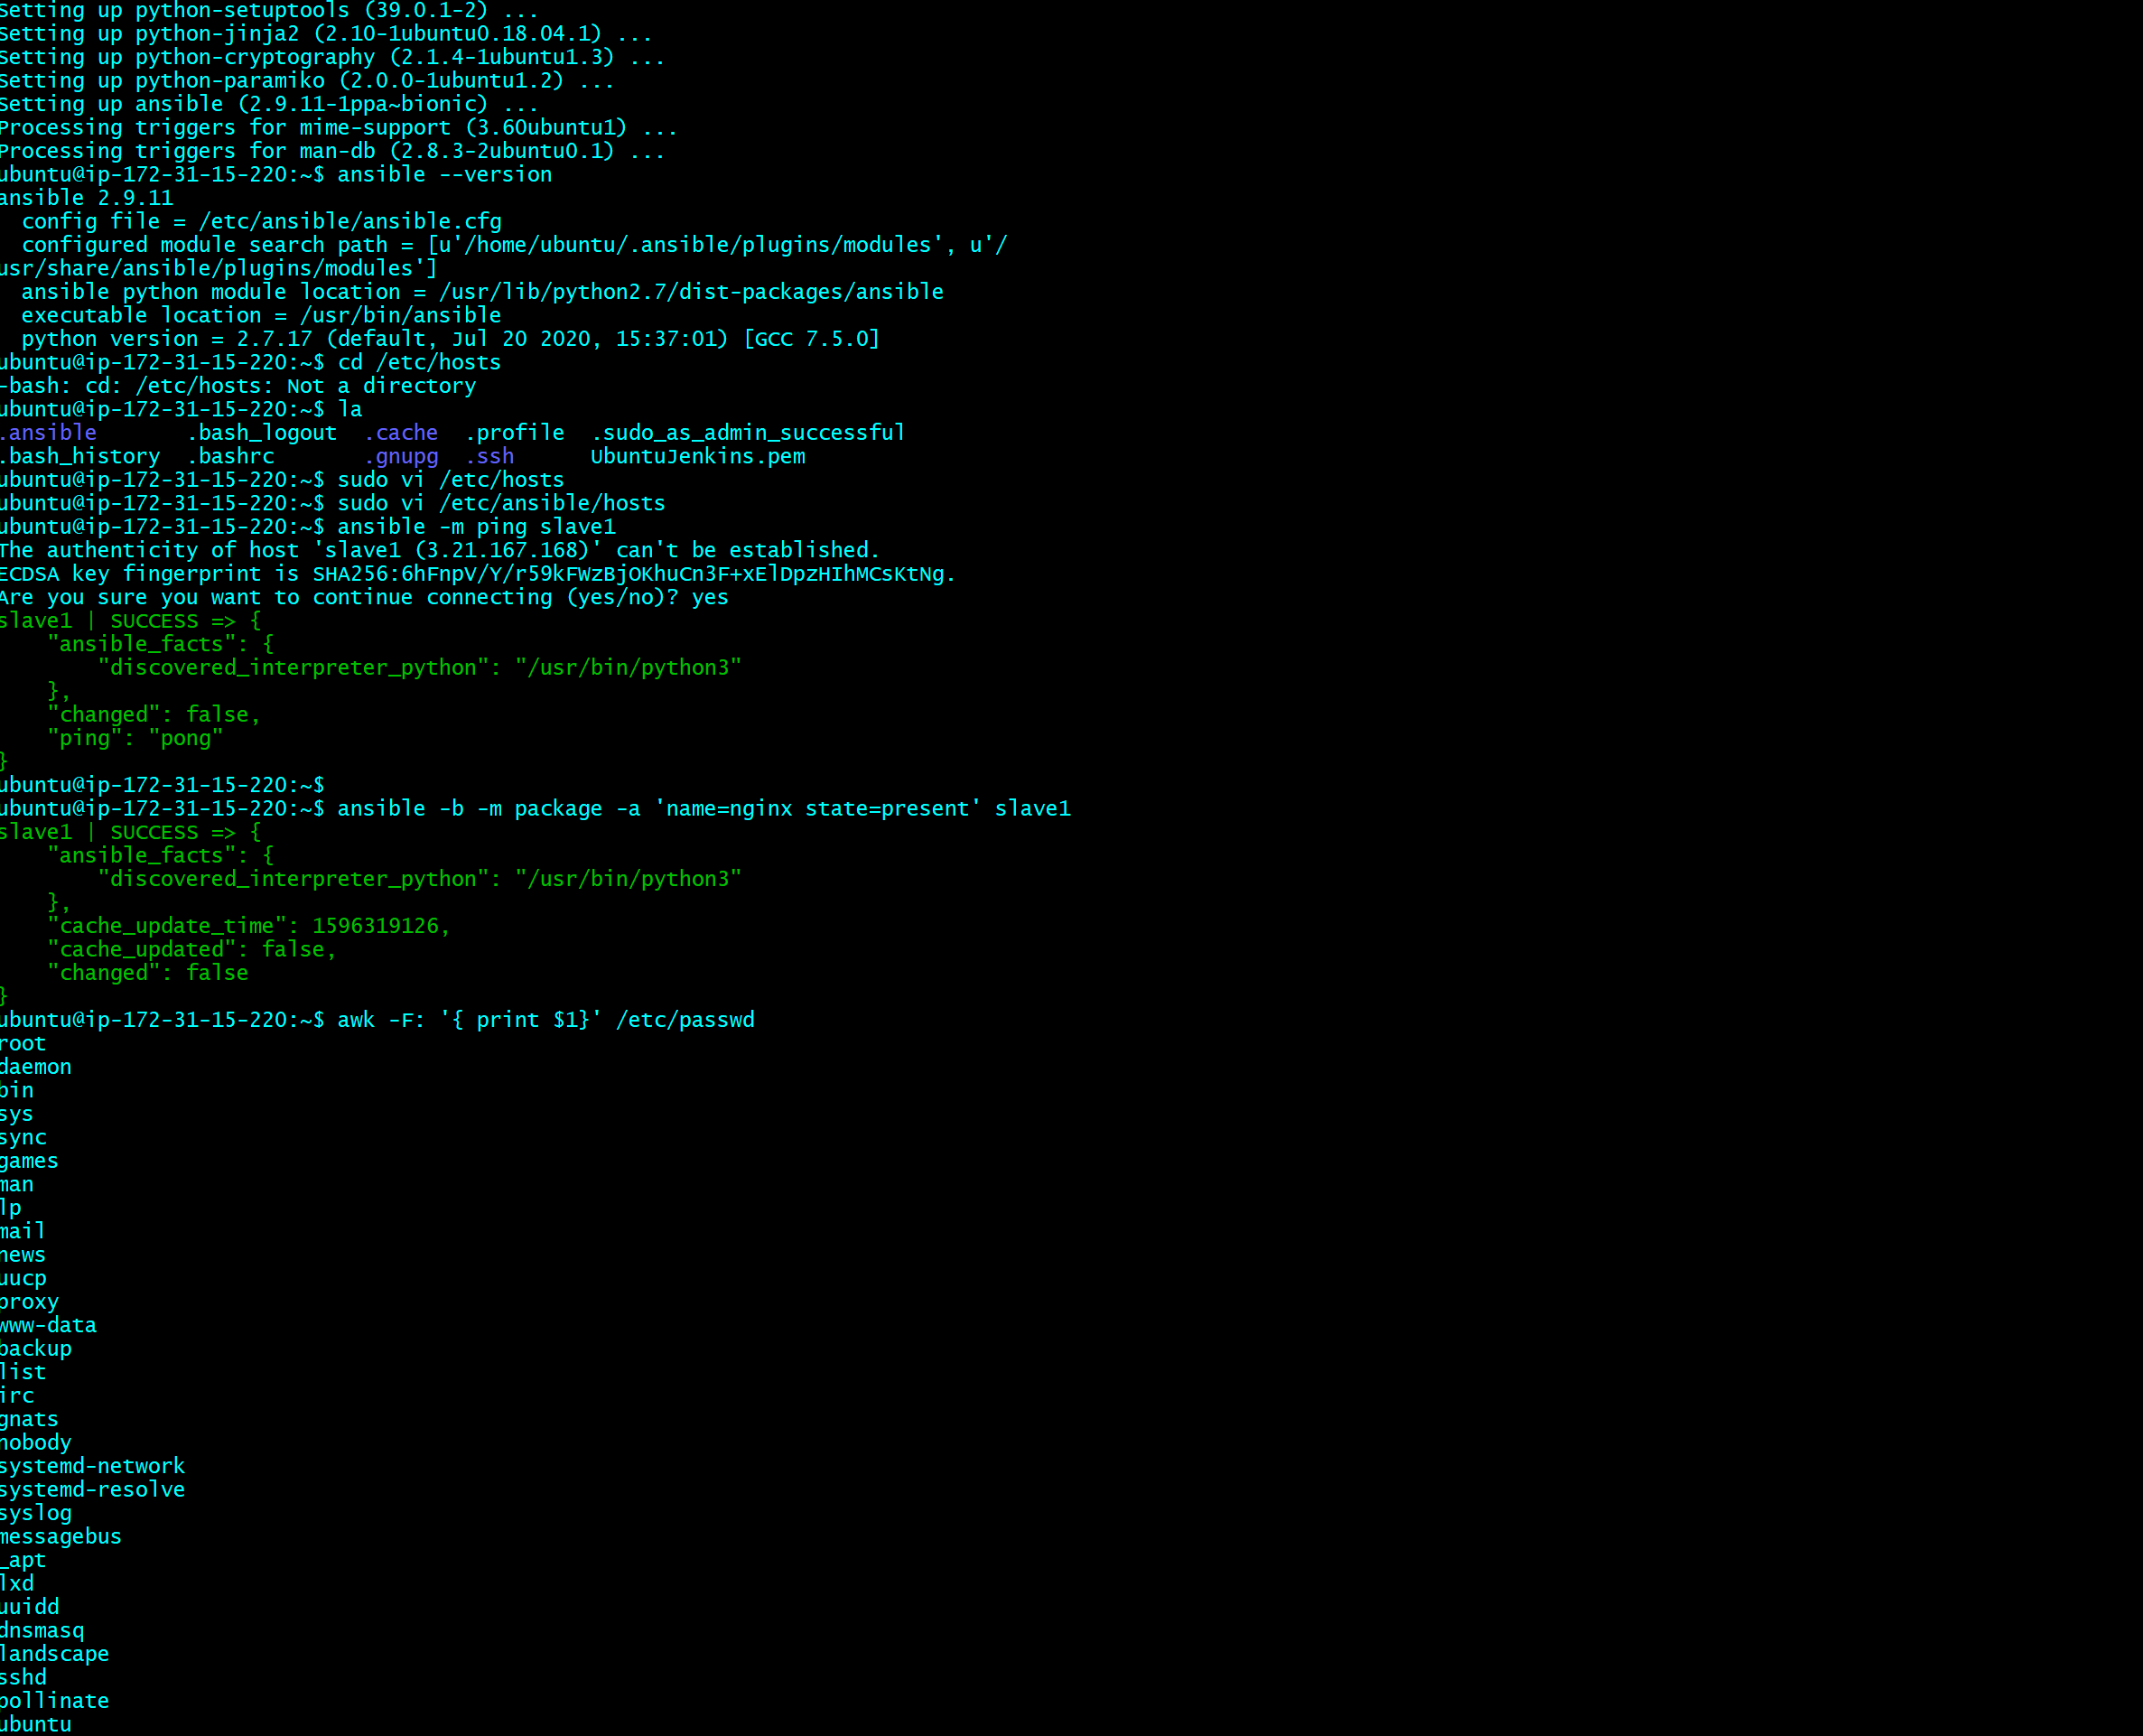 Setting up python-setuptools (39.0.1-2) ...
Setting up python-jinja2 (2.10-1ubuntu0.18.04.1) ...
Setting up python-cryptography (2.1.4-1ubuntu1.3) ...
Setting up python-paramiko (2.0.0-1ubuntu1.2) ...
Setting up ansible (2.9.11-1ppa~bionic) ...
Processing triggers for mime-support (3.60ubuntu1) ...
Processing triggers for man-db (2.8.3-2ubuntu0.1) ...
ubuntu@ip-172-31-15-220:~$ ansible --version
ansible 2.9.11
  config file = /etc/ansible/ansible.cfg
  configured module search path = [u'/home/ubuntu/.ansible/plugins/modules', u'/
usr/share/ansible/plugins/modules']
  ansible python module location = /usr/lib/python2.7/dist-packages/ansible
  executable location = /usr/bin/ansible
  python version = 2.7.17 (default, Jul 20 2020, 15:37:01) [GCC 7.5.0]
ubuntu@ip-172-31-15-220:~$ cd /etc/hosts
-bash: cd: /etc/hosts: Not a directory
ubuntu@ip-172-31-15-220:~$ la
.ansible       .bash_logout  .cache  .profile  .sudo_as_admin_successful
.bash_history  .bashrc       .gnupg  .ssh      UbuntuJenkins.pem
ubuntu@ip-172-31-15-220:~$ sudo vi /etc/hosts
ubuntu@ip-172-31-15-220:~$ sudo vi /etc/ansible/hosts
ubuntu@ip-172-31-15-220:~$ ansible -m ping slave1
The authenticity of host 'slave1 (3.21.167.168)' can't be established.
ECDSA key fingerprint is SHA256:6hFnpV/Y/r59kFWzBjOKhuCn3F+xElDpzHIhMCsKtNg.
Are you sure you want to continue connecting (yes/no)? yes
slave1 | SUCCESS => {
    "ansible_facts": {
        "discovered_interpreter_python": "/usr/bin/python3"
    },
    "changed": false,
    "ping": "pong"
}
ubuntu@ip-172-31-15-220:~$
ubuntu@ip-172-31-15-220:~$ ansible -b -m package -a 'name=nginx state=present' slave1
slave1 | SUCCESS => {
    "ansible_facts": {
        "discovered_interpreter_python": "/usr/bin/python3"
    },
    "cache_update_time": 1596319126,
    "cache_updated": false,
    "changed": false
}
ubuntu@ip-172-31-15-220:~$ awk -F: '{ print $1}' /etc/passwd
root
daemon
bin
sys
sync
games
man
lp
mail
news
uucp
proxy
www-data
backup
list
irc
gnats
nobody
systemd-network
systemd-resolve
syslog
messagebus
_apt
lxd
uuidd
dnsmasq
landscape
sshd
pollinate
ubuntu